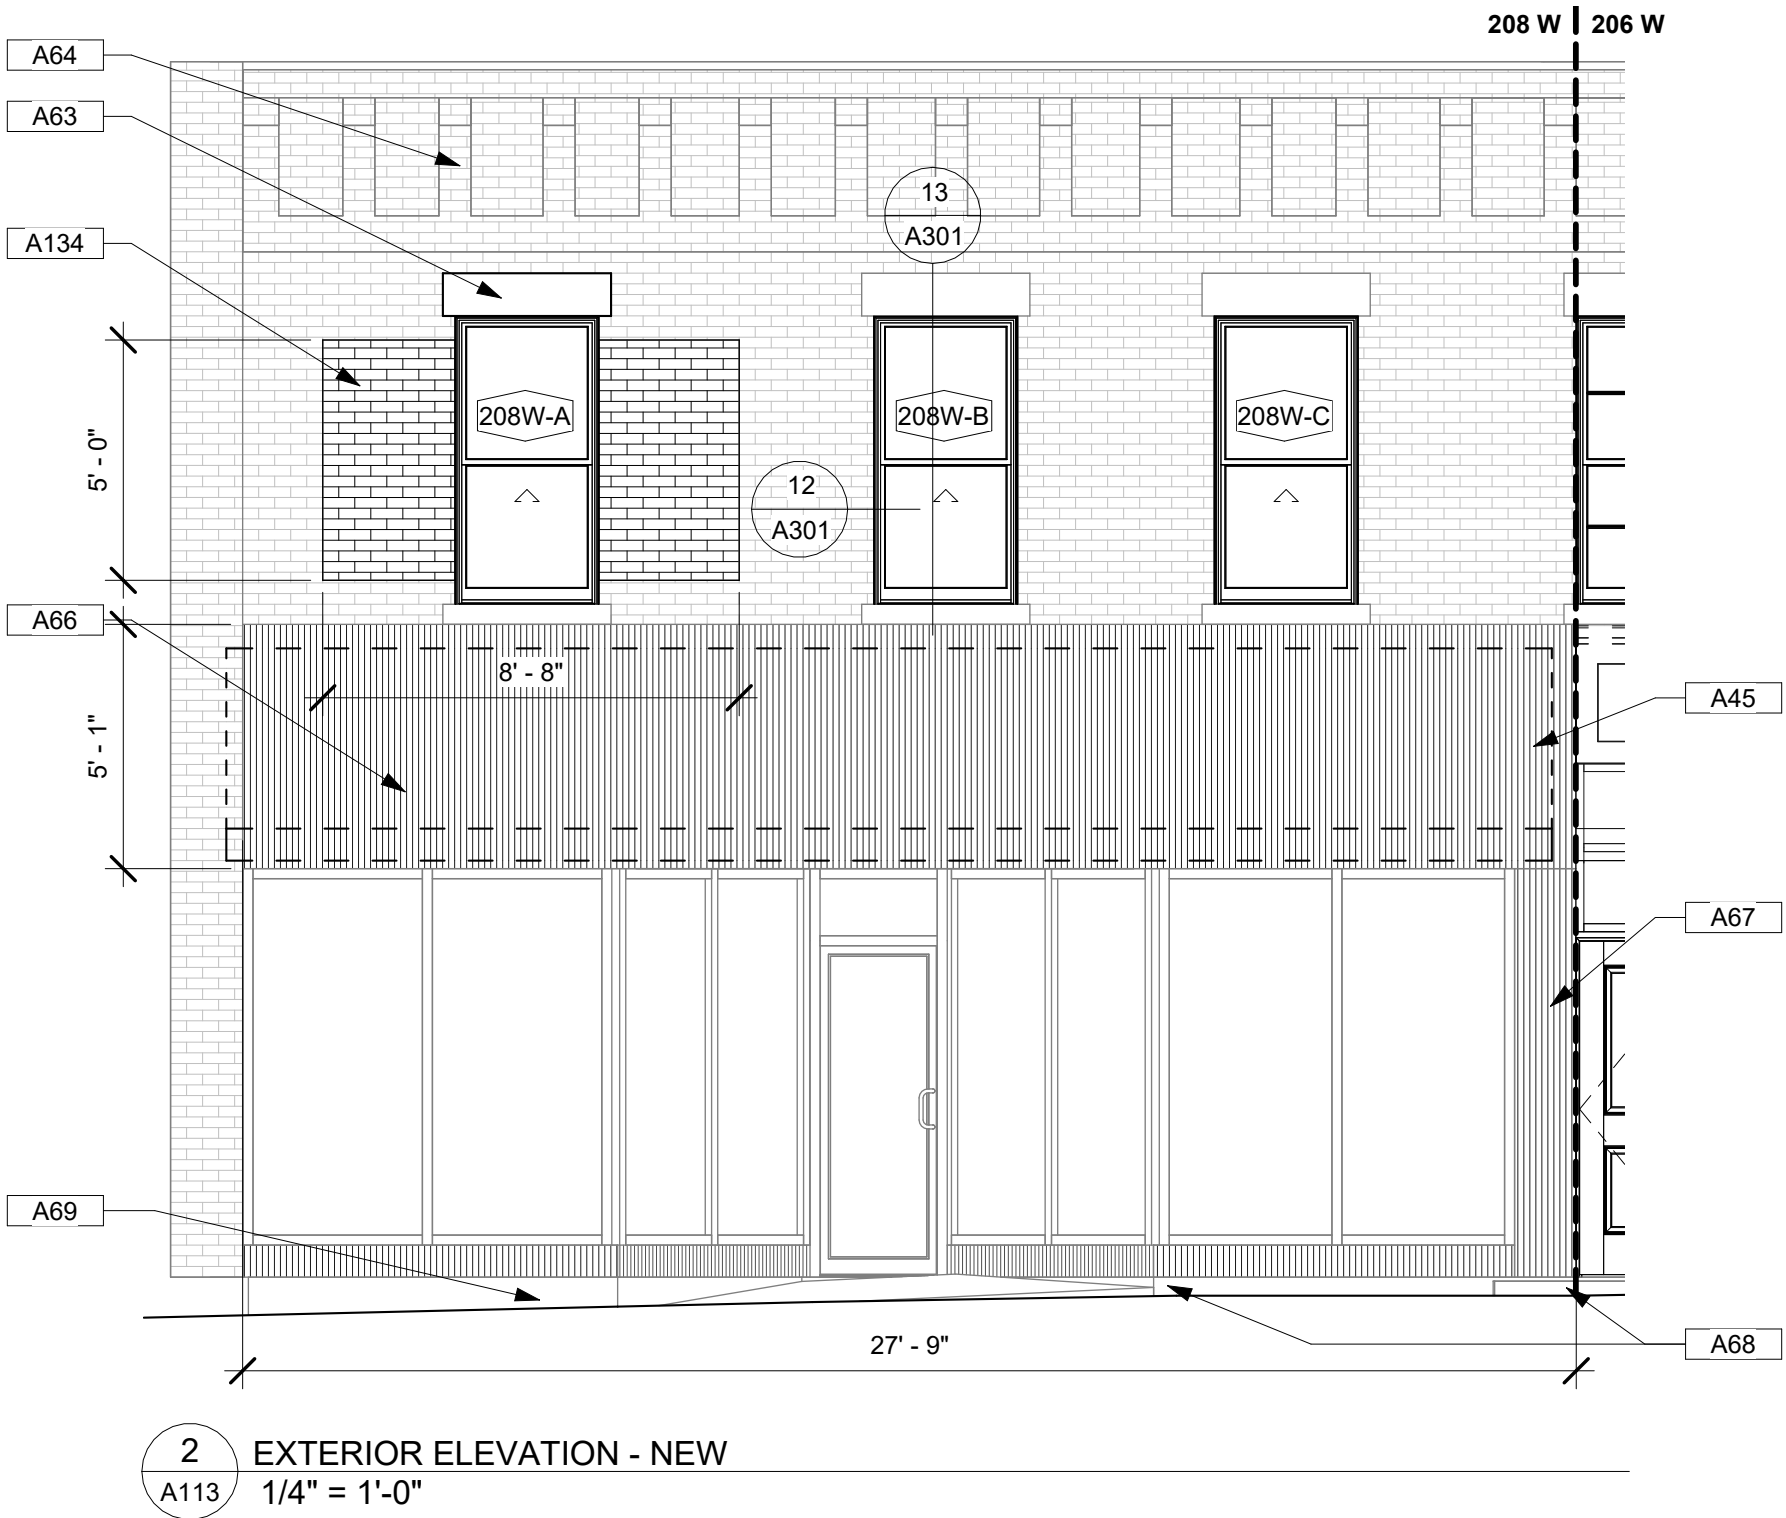 208 W 206 W
A64
A63
13
A301
A134
208W-A 208W-B 208W-C
5' - 0"
12
A301
A66
8' - 8"
A45
5' - 1"
A67
A69
A68
27' - 9"
2
A113
EXTERIOR ELEVATION - NEW
1/4" = 1'-0"